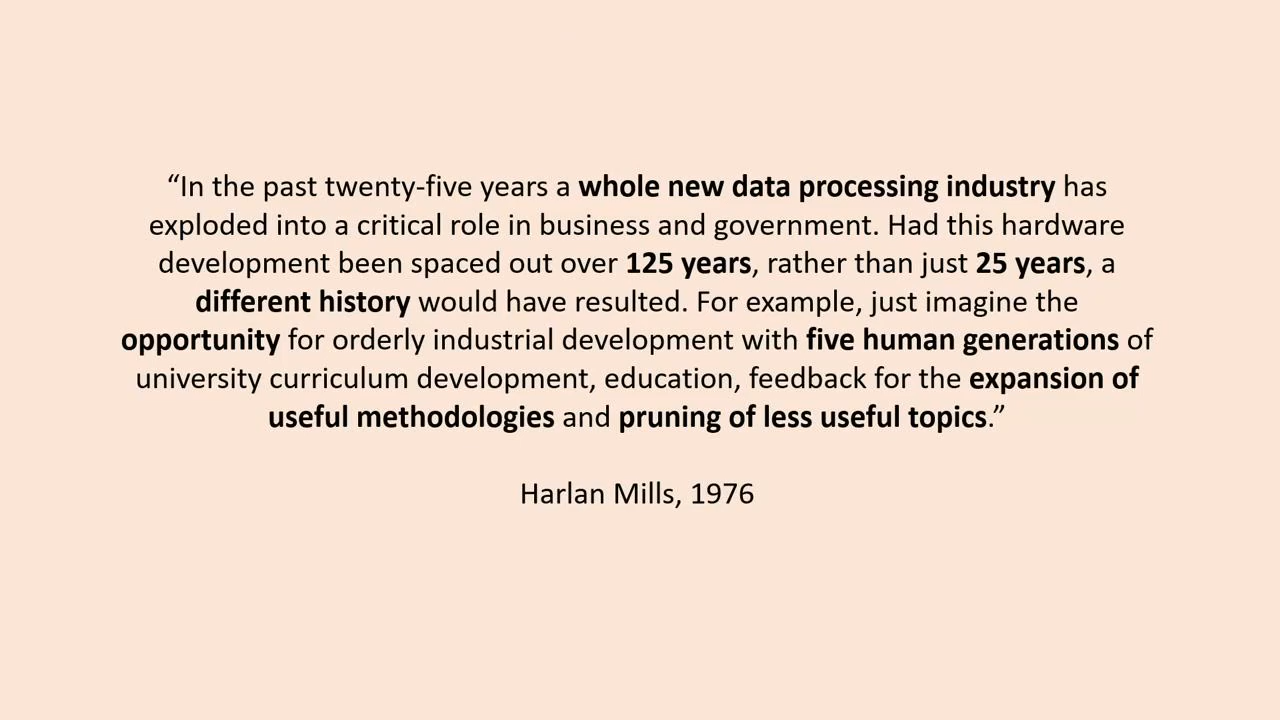 “In the past twenty-five years a whole new data processing industry has
exploded into a critical role in business and government. Had this hardware
development been spaced out over 125 years, rather than just 25 years, a
different history would have resulted. For example, just imagine the
opportunity for orderly industrial development with five human generations of
university curriculum development, education, feedback for the expansion of
useful methodologies and pruning of less useful topics.”
Harlan Mills, 1976